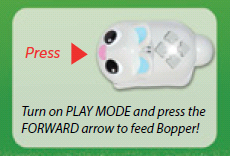 Press
Turn on PLAY MODE and press the
FORWARD arrow to feed Bopper!